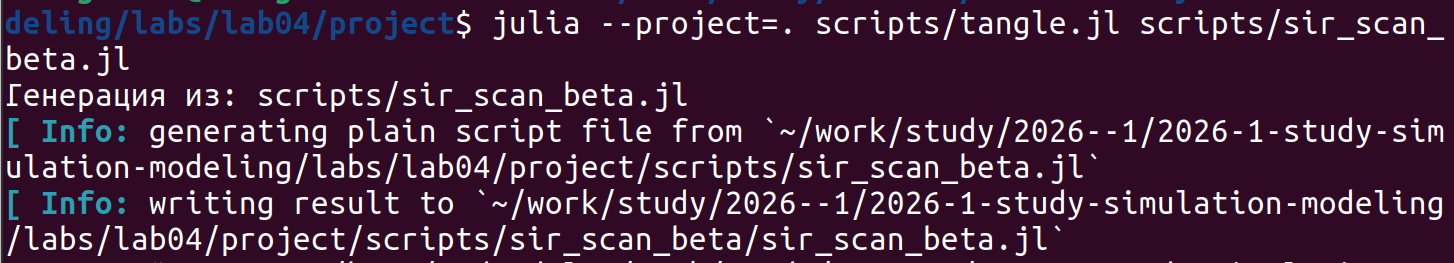 deling/labs/lab04/project$ julia --project=. scripts/tangle.jl scripts/sir_scan_
beta.jl
Генерация из: scripts/sir_scan_beta.jl
[ Info: generating plain script file from `~/work/study/2026--1/2026-1-study-sim
ulation-modeling/labs/lab04/project/scripts/sir_scan_beta.jl`
[ Info: writing result to `~/work/study/2026--1/2026-1-study-simulation-modeling
/labs/lab04/project/scripts/sir_scan_beta/sir_scan_beta.jl`